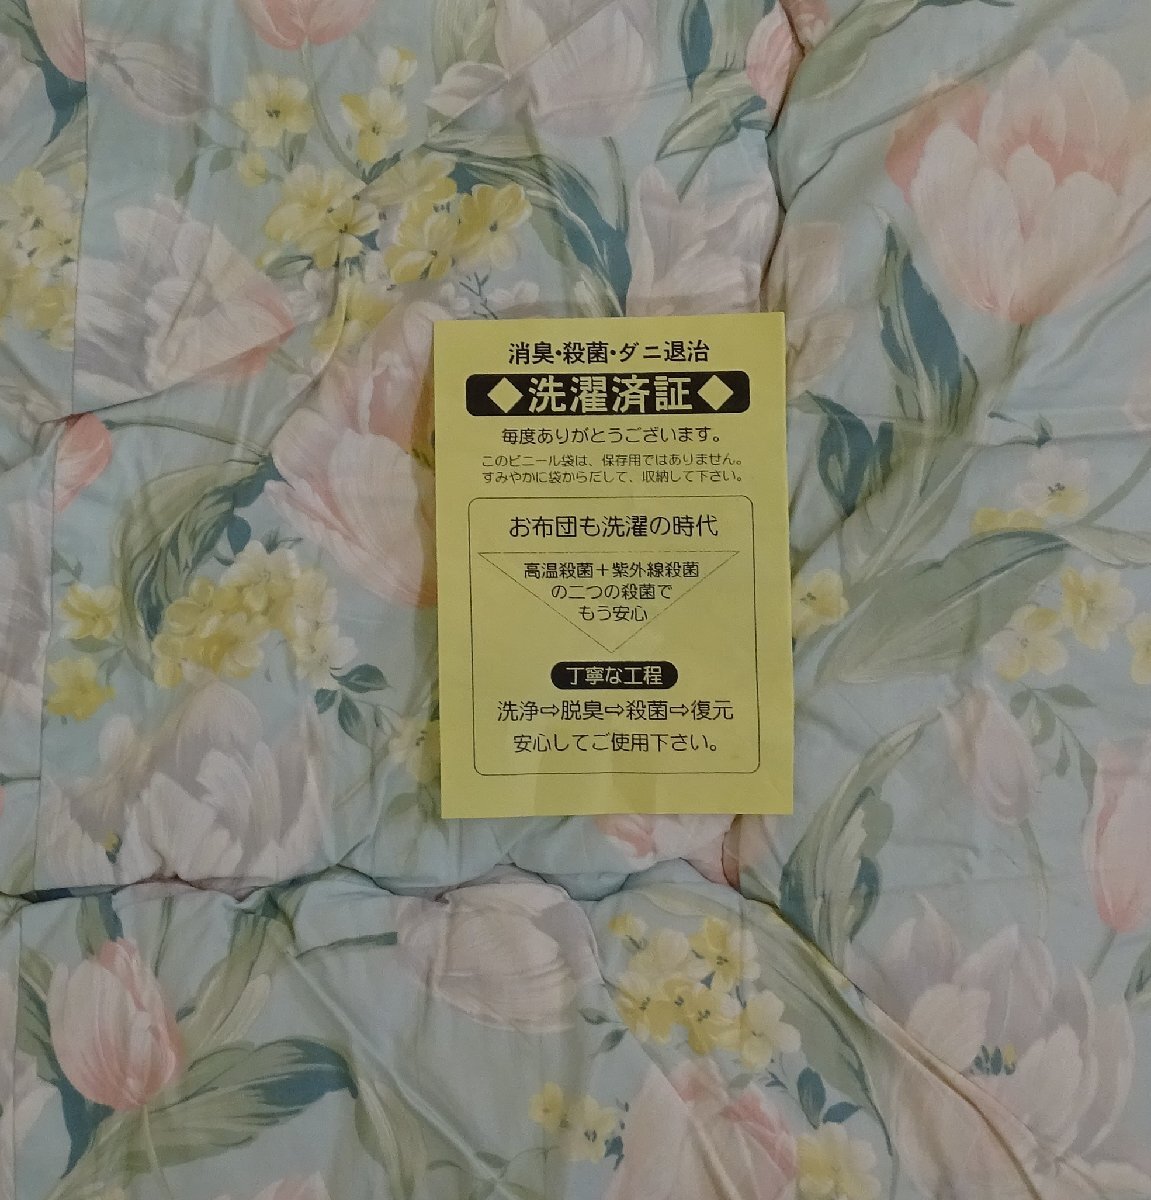 消臭・殺菌・ダニ退治
◆洗濯済証◆
毎度ありがとうございます。
このビニール袋は、保存用ではありません。
すみやかに袋からだして、収納して下さい。
お布団も洗濯の時代
高温殺菌＋紫外線殺菌
の二つの殺菌で
もう安心
丁寧な工程
洗浄⇨脱臭⇨殺菌⇨復元
安心してご使用下さい。